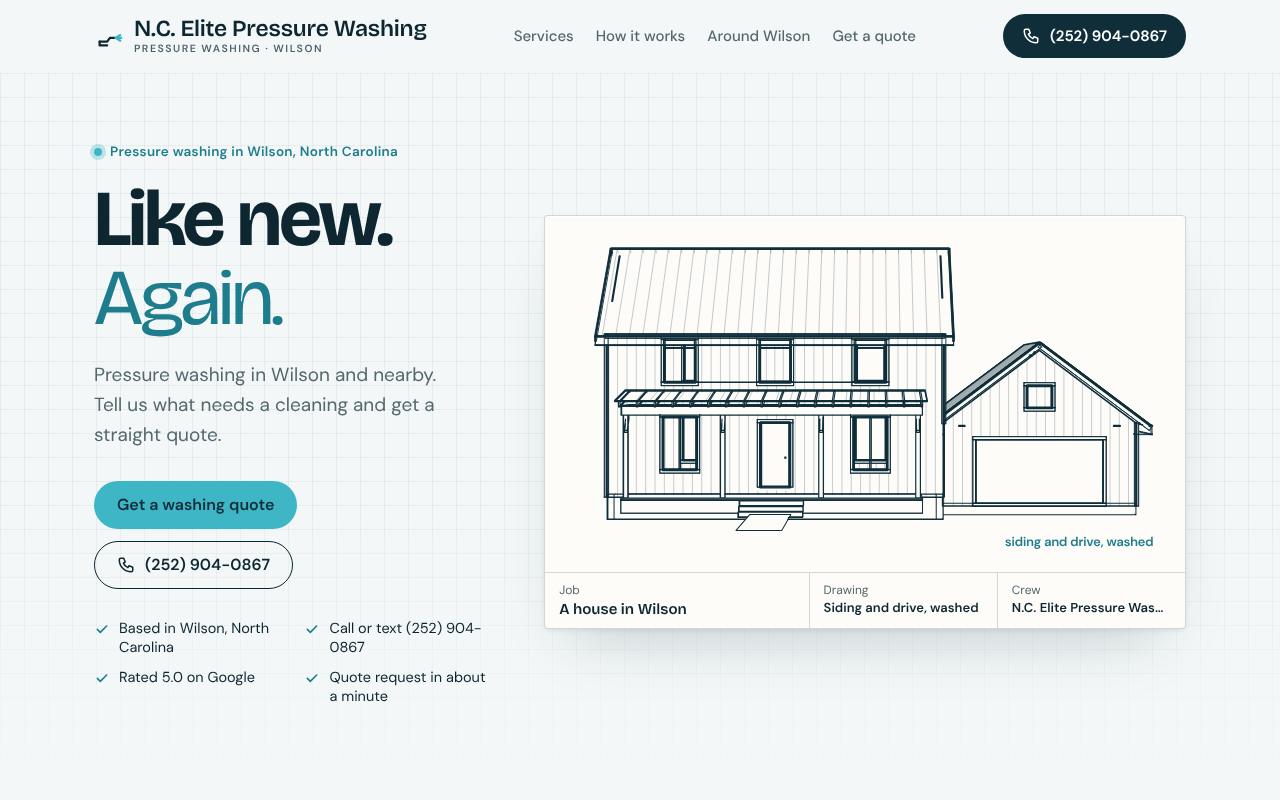 N.C. Elite Pressure Washing
PRESSURE WASHING · WILSON
Services
How it works
Around Wilson
Get a quote
(252) 904-0867
Pressure washing in Wilson, North Carolina
Like new.
Again.
Pressure washing in Wilson and nearby.
Tell us what needs a cleaning and get a
straight quote.
Get a washing quote
(252) 904-0867
Based in Wilson, North
Carolina
Call or text (252) 904-
0867
Rated 5.0 on Google
Quote request in about
a minute
siding and drive, washed
Job
A house in Wilson
Drawing
Siding and drive, washed
Crew
N.C. Elite Pressure Was...